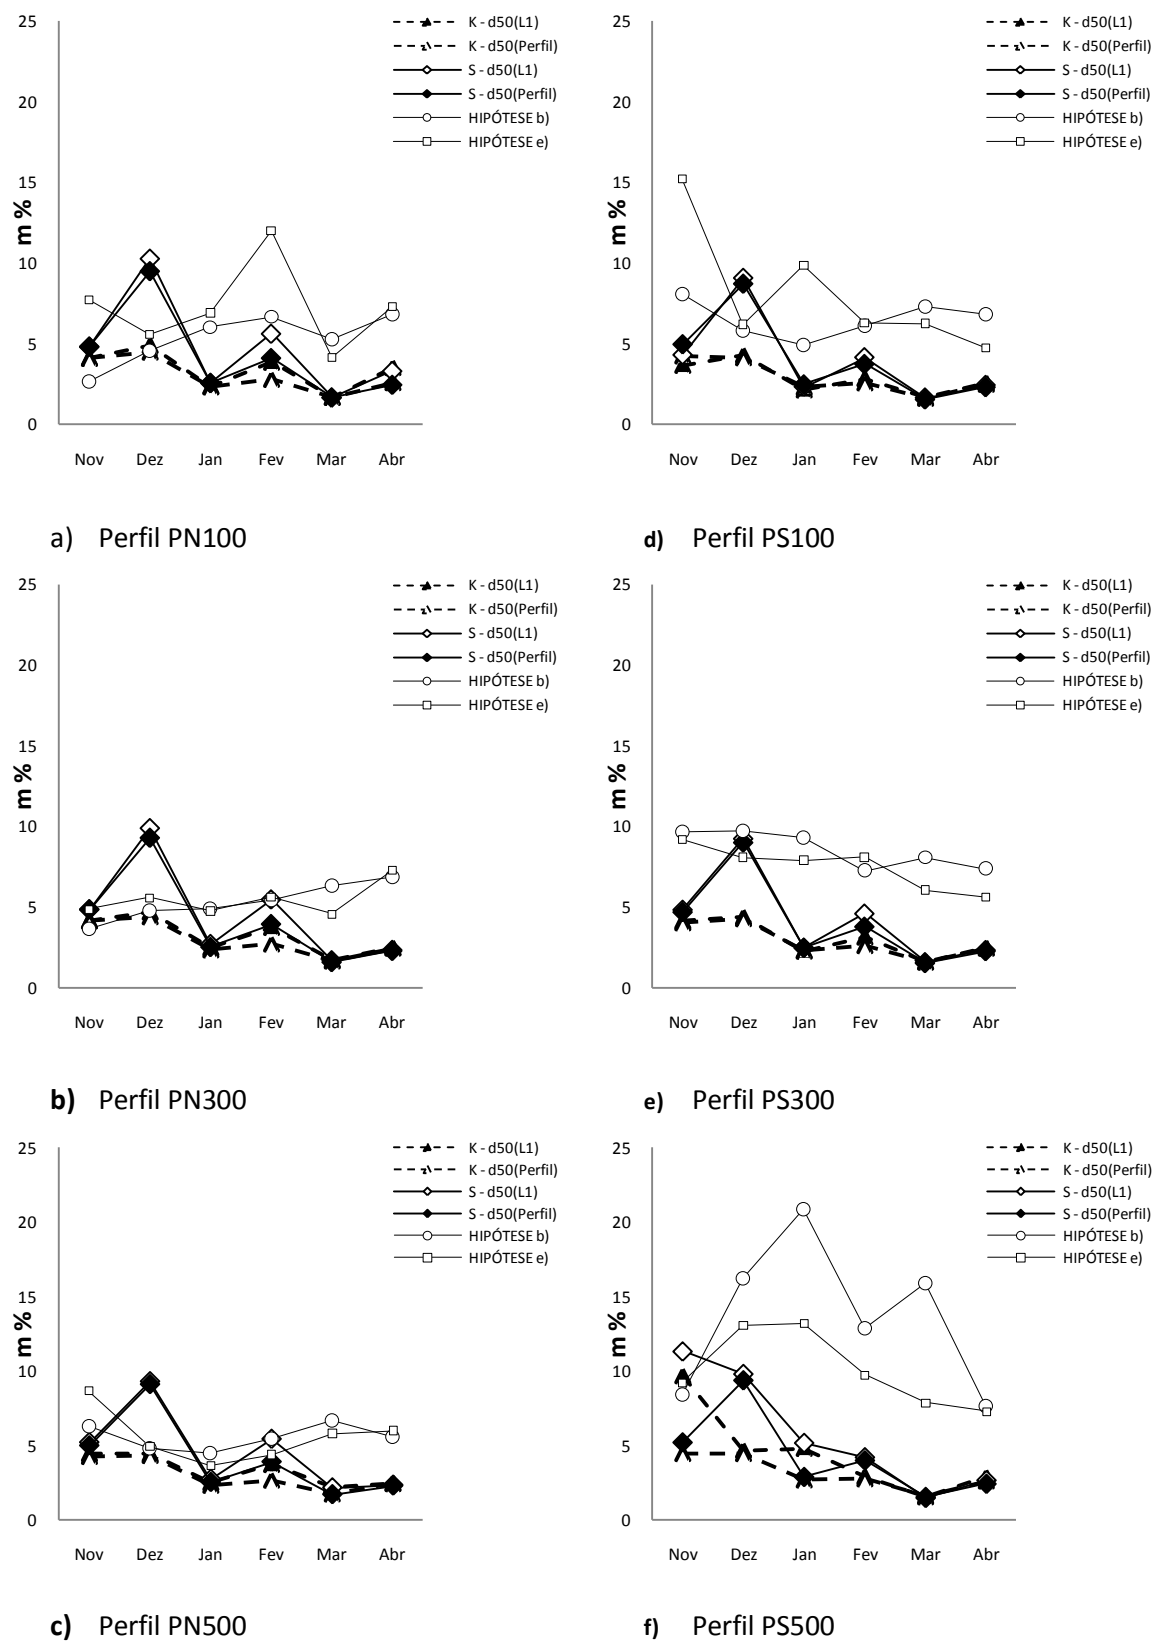 25
20
15
10
5
0
m %
K - d50(L1)
K - d50(Perfil)
S - d50(L1)
S - d50(Perfil)
HIPÓTESE b)
HIPÓTESE e)
Nov Dez Jan Fev Mar Abr
a) Perfil PN100
25
20
15
10
5
0
m %
K - d50(L1)
K - d50(Perfil)
S - d50(L1)
S - d50(Perfil)
HIPÓTESE b)
HIPÓTESE e)
Nov Dez Jan Fev Mar Abr
d) Perfil PS100
25
20
15
10
5
0
m %
K - d50(L1)
K - d50(Perfil)
S - d50(L1)
S - d50(Perfil)
HIPÓTESE b)
HIPÓTESE e)
Nov Dez Jan Fev Mar Abr
b) Perfil PN300
25
20
15
10
5
0
m %
K - d50(L1)
K - d50(Perfil)
S - d50(L1)
S - d50(Perfil)
HIPÓTESE b)
HIPÓTESE e)
Nov Dez Jan Fev Mar Abr
e) Perfil PS300
25
20
15
10
5
0
m %
K - d50(L1)
K - d50(Perfil)
S - d50(L1)
S - d50(Perfil)
HIPÓTESE b)
HIPÓTESE e)
Nov Dez Jan Fev Mar Abr
c) Perfil PN500
25
20
15
10
5
0
m %
K - d50(L1)
K - d50(Perfil)
S - d50(L1)
S - d50(Perfil)
HIPÓTESE b)
HIPÓTESE e)
Nov Dez Jan Fev Mar Abr
f) Perfil PS500